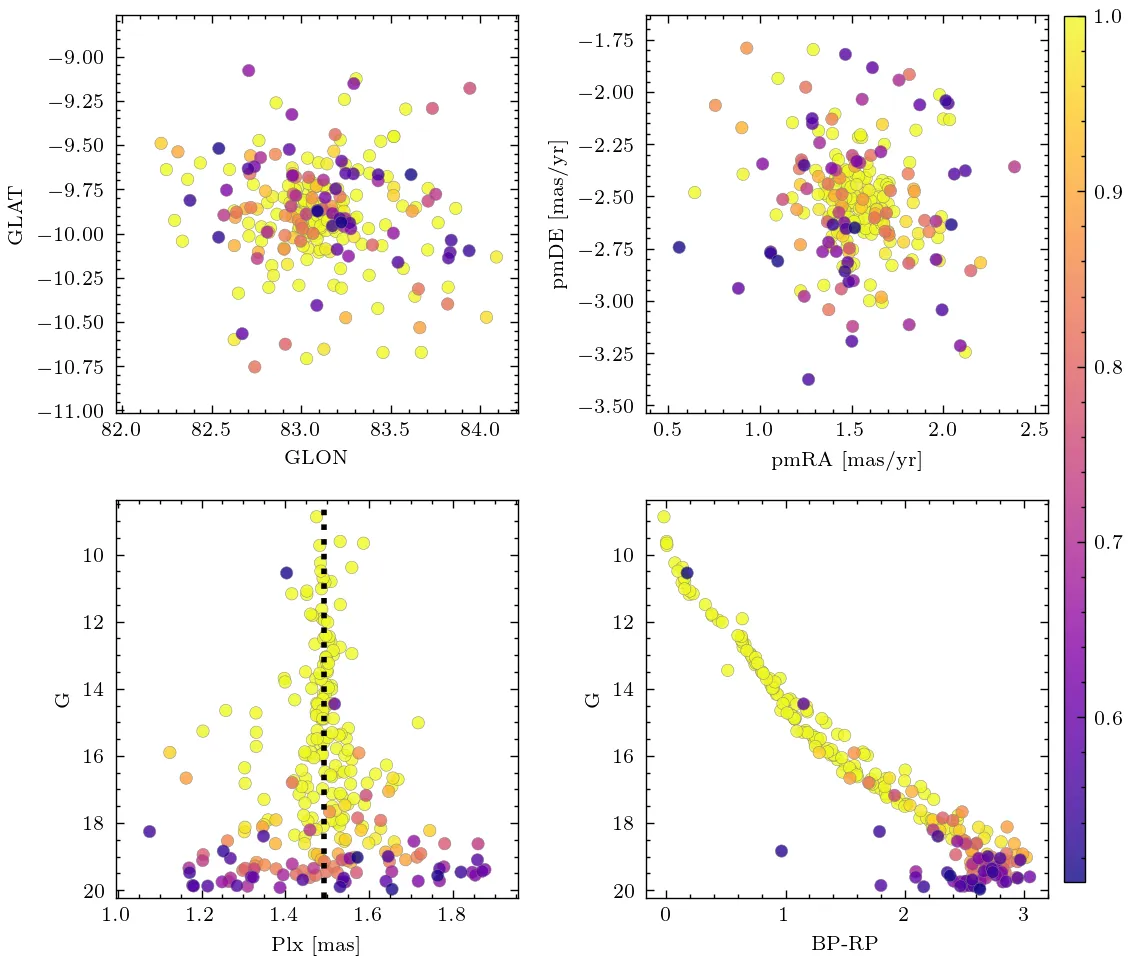 −9.00
−9.25
−9.50
−9.75
−10.00
−10.25
−10.50
−10.75
−11.00
GLAT
82.0 82.5 83.0 83.5 84.0
GLON
−1.75
−2.00
−2.25
−2.50
−2.75
−3.00
−3.25
−3.50
pmDE [mas/yr]
0.5 1.0 1.5 2.0 2.5
pmRA [mas/yr]
1.0
0.9
0.8
0.7
0.6
10
12
14
16
18
20
G
1.0 1.2 1.4 1.6 1.8
Plx [mas]
10
12
14
16
18
20
G
0 1 2 3
BP-RP